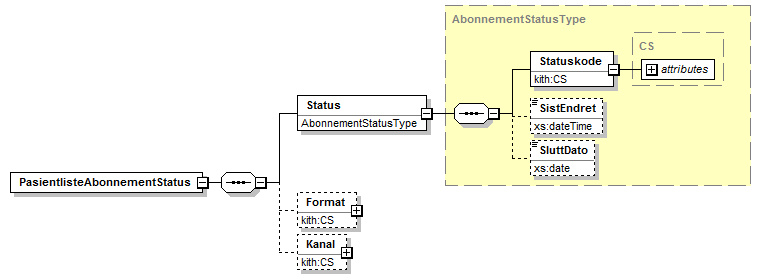 AbonnementStatusType
CS
Statuskode
kith:CS
attributes
Status
AbonnementStatusType
SistEndret
xs:dateTime
SluttDato
xs:date
PasientlisteAbonnementStatus
Format
kith:CS
Kanal
kith:CS